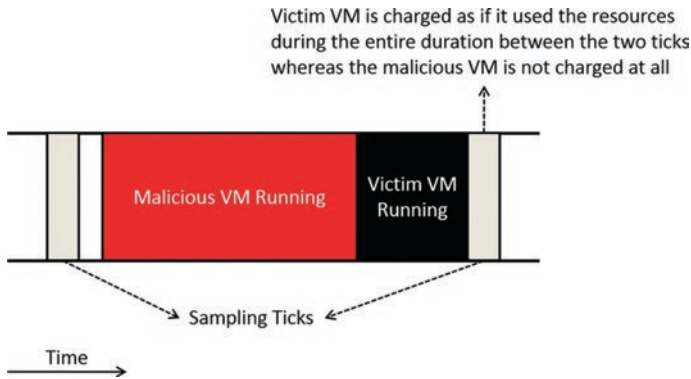 Victim VM is charged as if it used the resources
during the entire duration between the two ticks
whereas the malicious VM is not charged at all
Malicious VM Running
Victim VM
Running
Sampling Ticks
Time